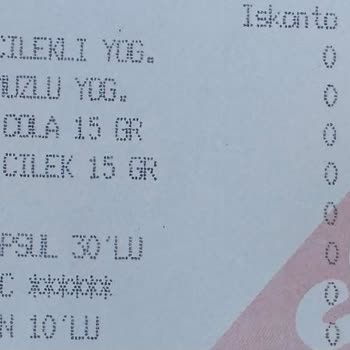 Iskonto
CILEKLI YOG. 0
MUZLU YOG. 0
COLA 15 GR 0
CILEK 15 GR 0
0
PSUL 30'LU 0
C ****** 0
N 10'LU 0